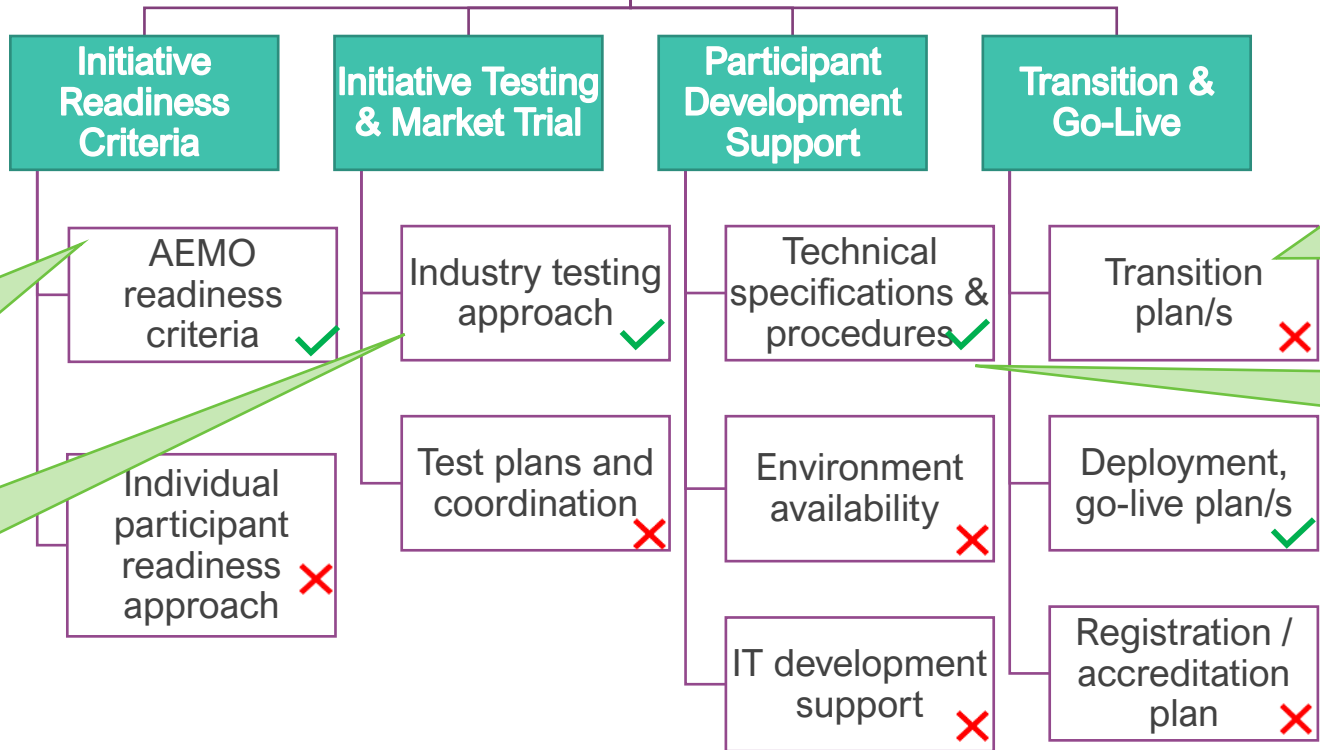 Initiative
Readiness
Criteria
Initiative Testing
& Market Trial
Participant
Development
Support
Transition &
Go-Live
AEMO
readiness
criteria
Individual
participant
readiness
approach
Industry testing
approach
Test plans and
coordination
Technical
specifications &
procedures
Environment
availability
IT development
support
Transition
plan/s
Deployment,
go-live plan/s
Registration /
accreditation
plan